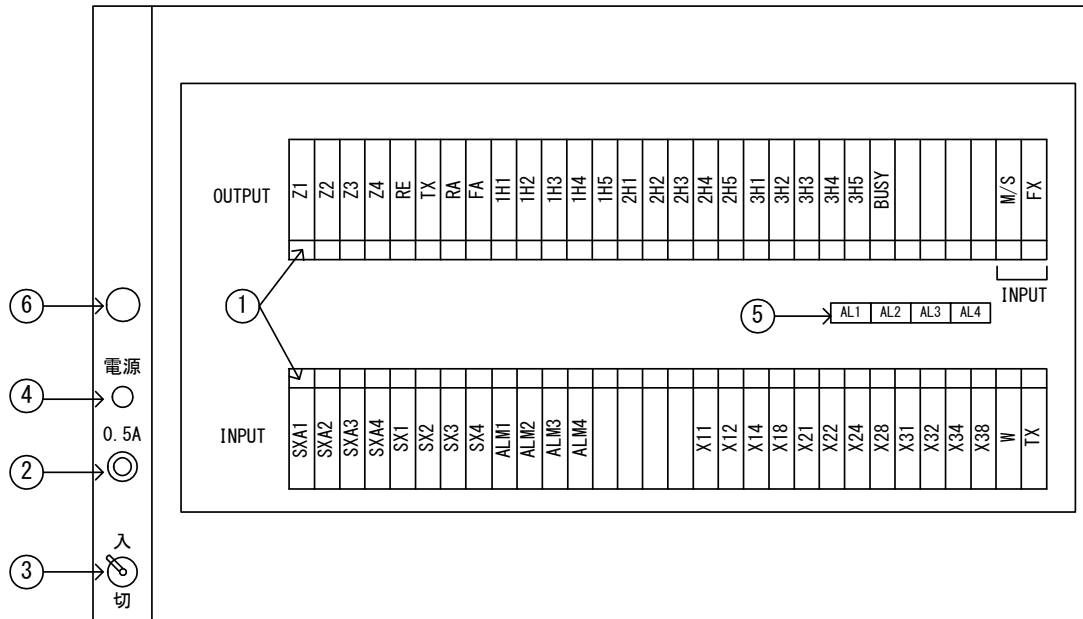 OUTPUT
Z1 Z2 Z3 Z4 RE TX RA FA 1H1 1H2 1H3 1H4 1H5 2H1 2H2 2H3 2H4 2H5 3H1 3H2 3H3 3H4 3H5 BUSY M/S FX
INPUT
AL1 AL2 AL3 AL4
INPUT
SXA1 SXA2 SXA3 SXA4 SX1 SX2 SX3 SX4 ALM1 ALM2 ALM3 ALM4 X11 X12 X14 X18 X21 X22 X24 X28 X31 X32 X34 X38 W TX
①
⑤
⑥
電源
④
0.5A
②
入
③
切